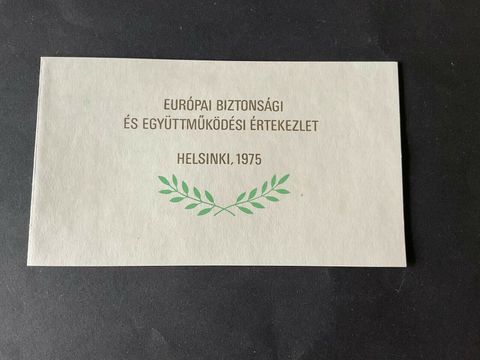 EURÓPAI BIZTONSÁGI
ÉS EGYÜTTMŰKÖDÉSI ÉRTEKEZLET
HELSINKI, 1975